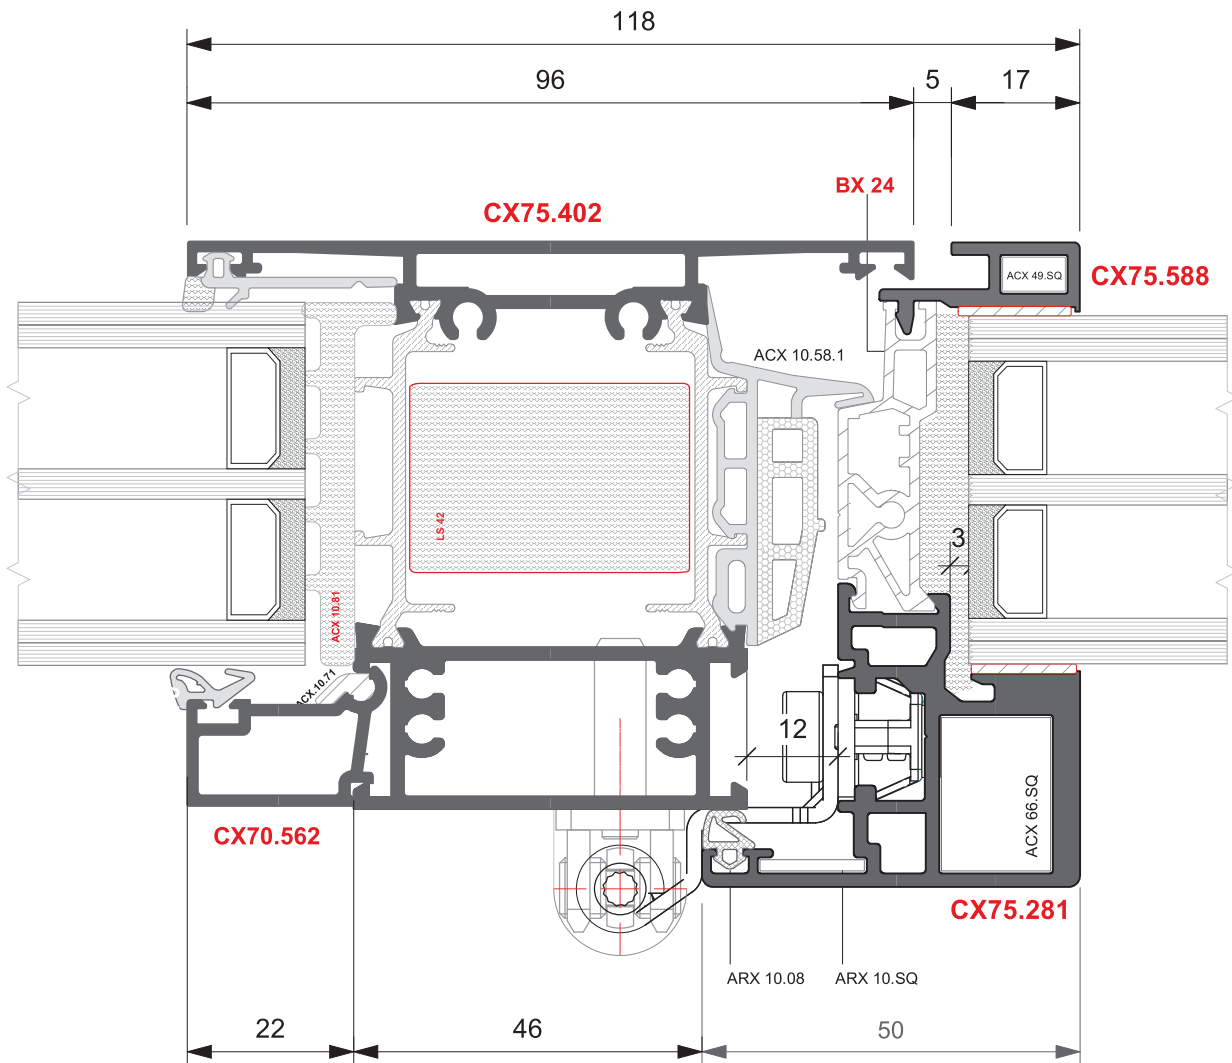 118
96
5
17
BX 24
CX75.402
ACX 49.SQ
CX75.588
ACX 10.58.1
LS 42
3
ACX 10.81
ACX.10.71
12
ACX 66.SQ
CX70.562
CX75.281
ARX 10.08
ARX 10.SQ
22
46
50